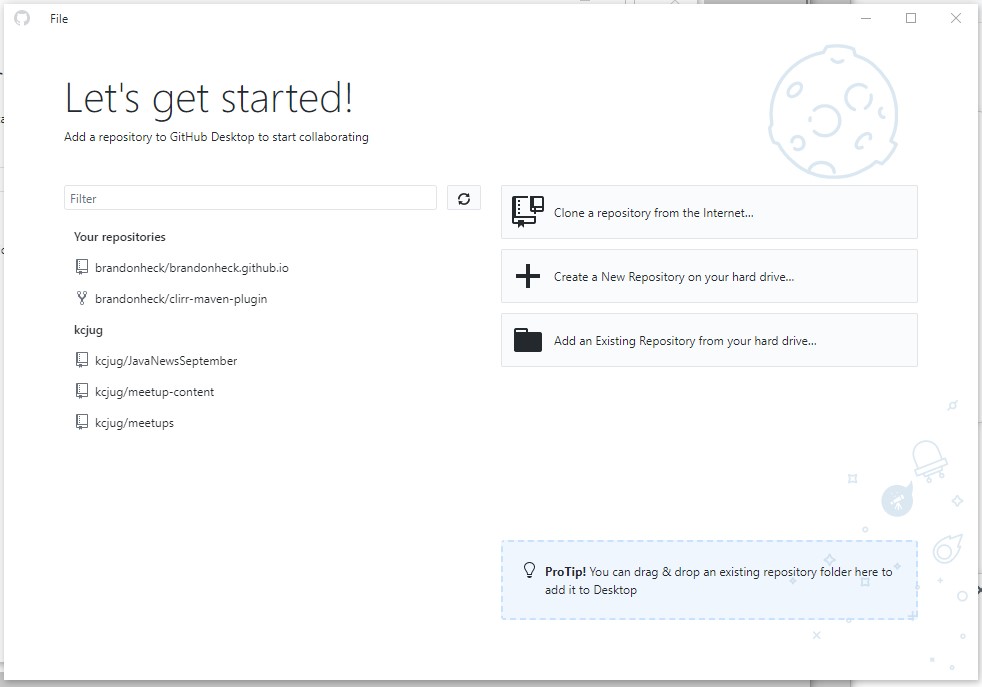 File
Let's get started!
Add a repository to GitHub Desktop to start collaborating
Filter
Your repositories
brandonheck/brandonheck.github.io
brandonheck/clirr-maven-plugin
kcjug
kcjug/JavaNewsSeptember
kcjug/meetup-content
kcjug/meetups
Clone a repository from the Internet...
Create a New Repository on your hard drive...
Add an Existing Repository from your hard drive...
ProTip! You can drag & drop an existing repository folder here to
add it to Desktop